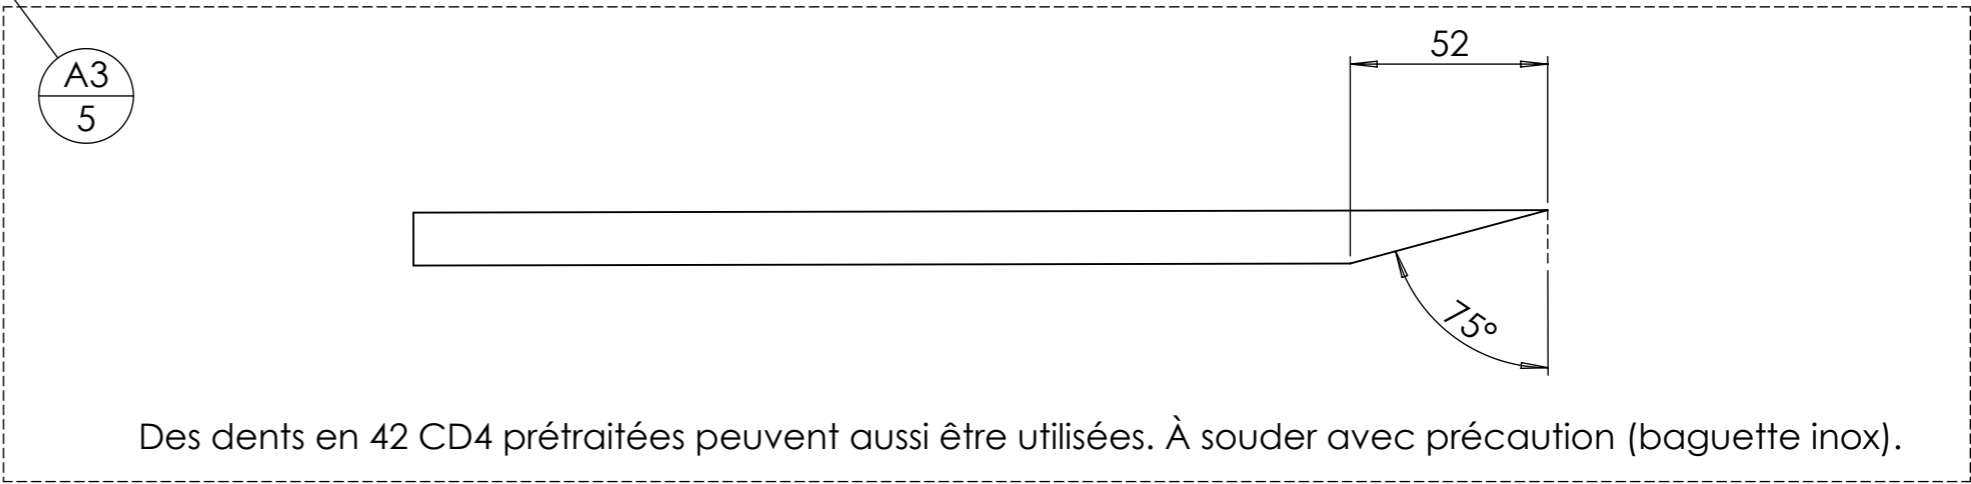 52
A3
5
75°
Des dents en 42 CD4 prétraitées peuvent aussi être utilisées. À souder avec précaution (baguette inox).